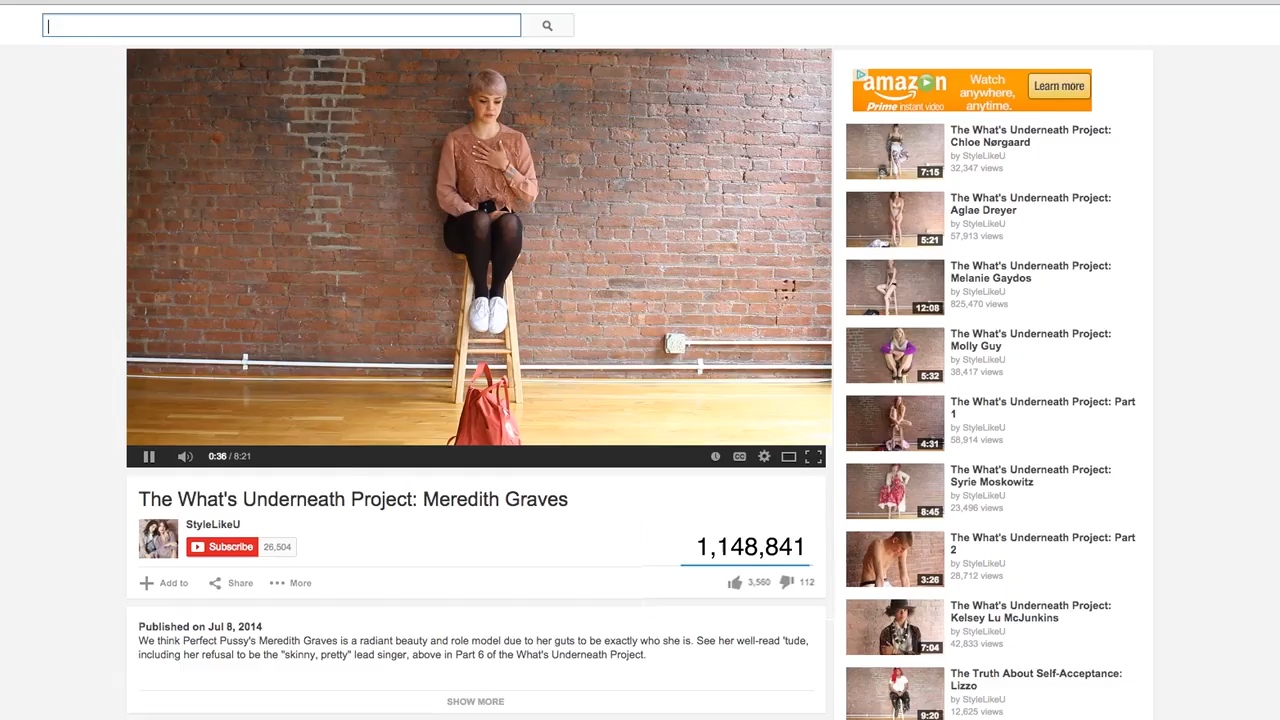 amazon
Prime instant video
Watch
anywhere,
anytime.
Learn more
0:36 / 8:21
CC
The What's Underneath Project: Meredith Graves
StyleLikeU
Subscribe 26,504
1,148,841
Add to Share More
3,560 112
Published on Jul 8, 2014
We think Perfect Pussy's Meredith Graves is a radiant beauty and role model due to her guts to be exactly who she is. See her well-read 'tude,
including her refusal to be the "skinny, pretty" lead singer, above in Part 6 of the What's Underneath Project.
SHOW MORE
The What's Underneath Project:
Chloe Nørgaard
by StyleLikeU
32,347 views
7:15
The What's Underneath Project:
Aglae Dreyer
by StyleLikeU
57,913 views
5:21
The What's Underneath Project:
Melanie Gaydos
by StyleLikeU
825,470 views
12:08
The What's Underneath Project:
Molly Guy
by StyleLikeU
38,417 views
5:32
The What's Underneath Project: Part
1
by StyleLikeU
58,914 views
4:31
The What's Underneath Project:
Syrie Moskowitz
by StyleLikeU
23,496 views
8:45
The What's Underneath Project: Part
2
by StyleLikeU
28,712 views
3:26
The What's Underneath Project:
Kelsey Lu McJunkins
by StyleLikeU
42,833 views
7:04
The Truth About Self-Acceptance:
Lizzo
by StyleLikeU
12,625 views
9:20